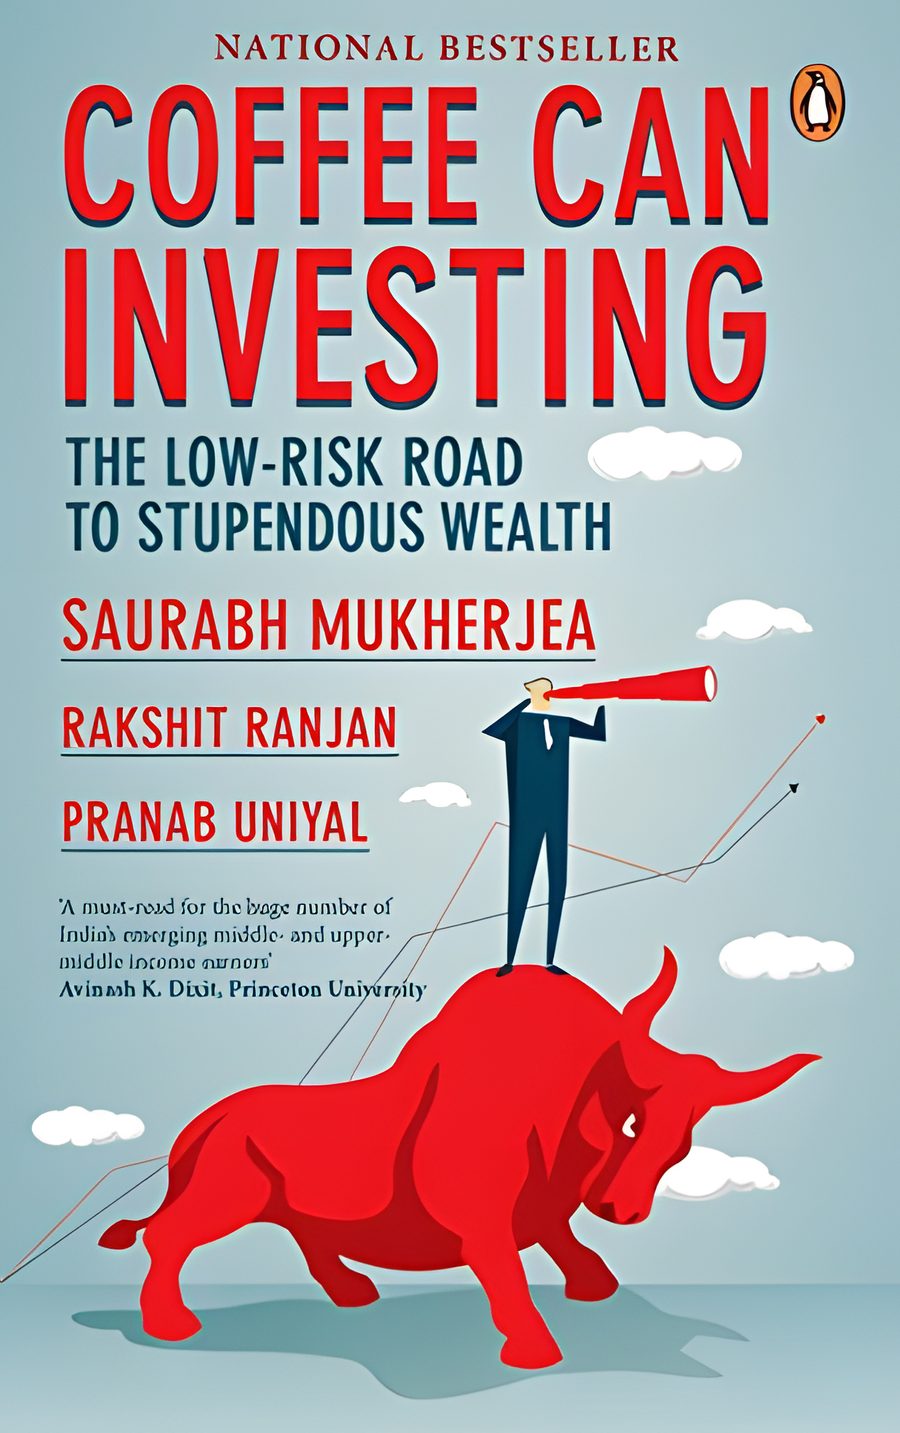 NATIONAL BESTSELLER
COFFEE CAN
INVESTING
THE LOW-RISK ROAD
TO STUPENDOUS WEALTH
SAURABH MUKHERJEA
RAKSHIT RANJAN
PRANAB UNIYAL
'A must-read for the large number of
India's emerging middle- and upper-
middle income earners'
Avinash K. Dixit, Princeton University